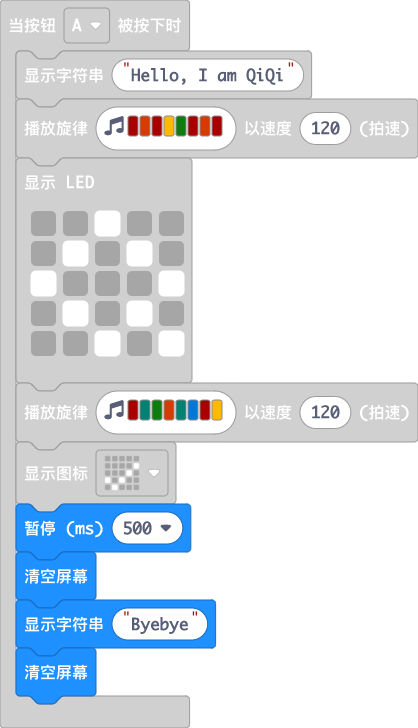 当按钮 A 被按下时
显示字符串 "Hello, I am QiQi"
播放旋律 以速度 120 (拍速)
显示 LED
播放旋律 以速度 120 (拍速)
显示图标
暂停 (ms) 500
清空屏幕
显示字符串 "Byebye"
清空屏幕